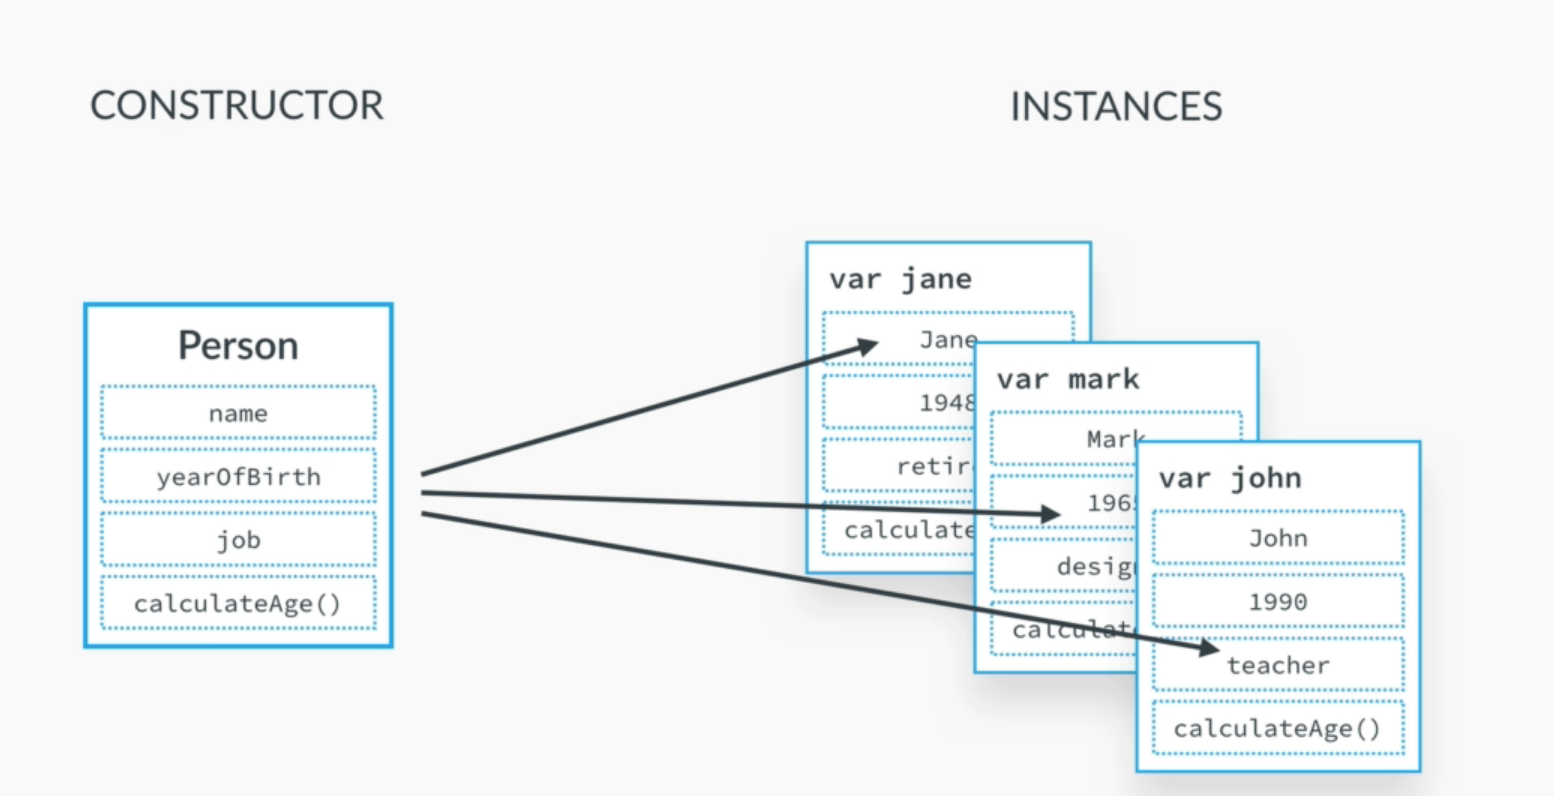 CONSTRUCTOR
INSTANCES
Person
name
yearOfBirth
job
calculateAge()
var jane
Jane
1948
var mark
Mark
var john
John
1990
teacher
calculateAge()